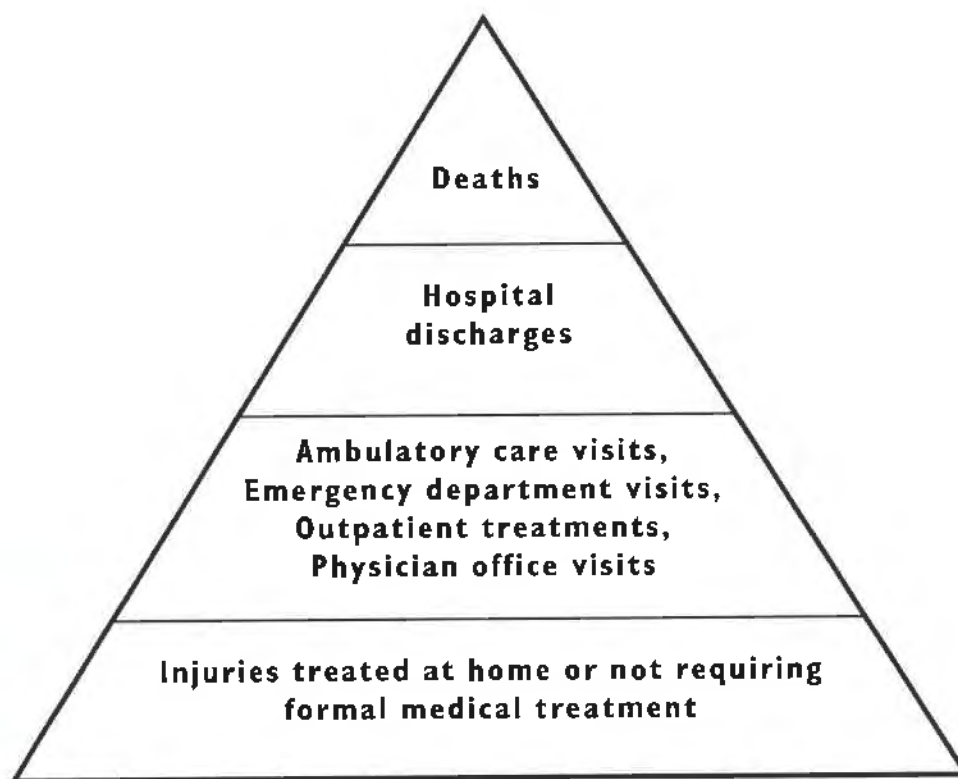 Deaths
Hospital
discharges
Ambulatory care visits,
Emergency department visits,
Outpatient treatments,
Physician office visits
Injuries treated at home or not requiring
formal medical treatment